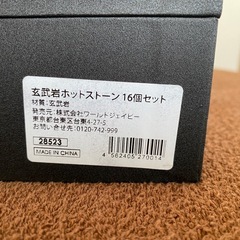 玄武岩ホットストーン 16個セット
材質:玄武岩
発売元:株式会社ワールドジェイビー
東京都台東区台東4-27-5
お問い合せ先:0120-742-999
28523
MADE IN CHINA
4 562405 270014